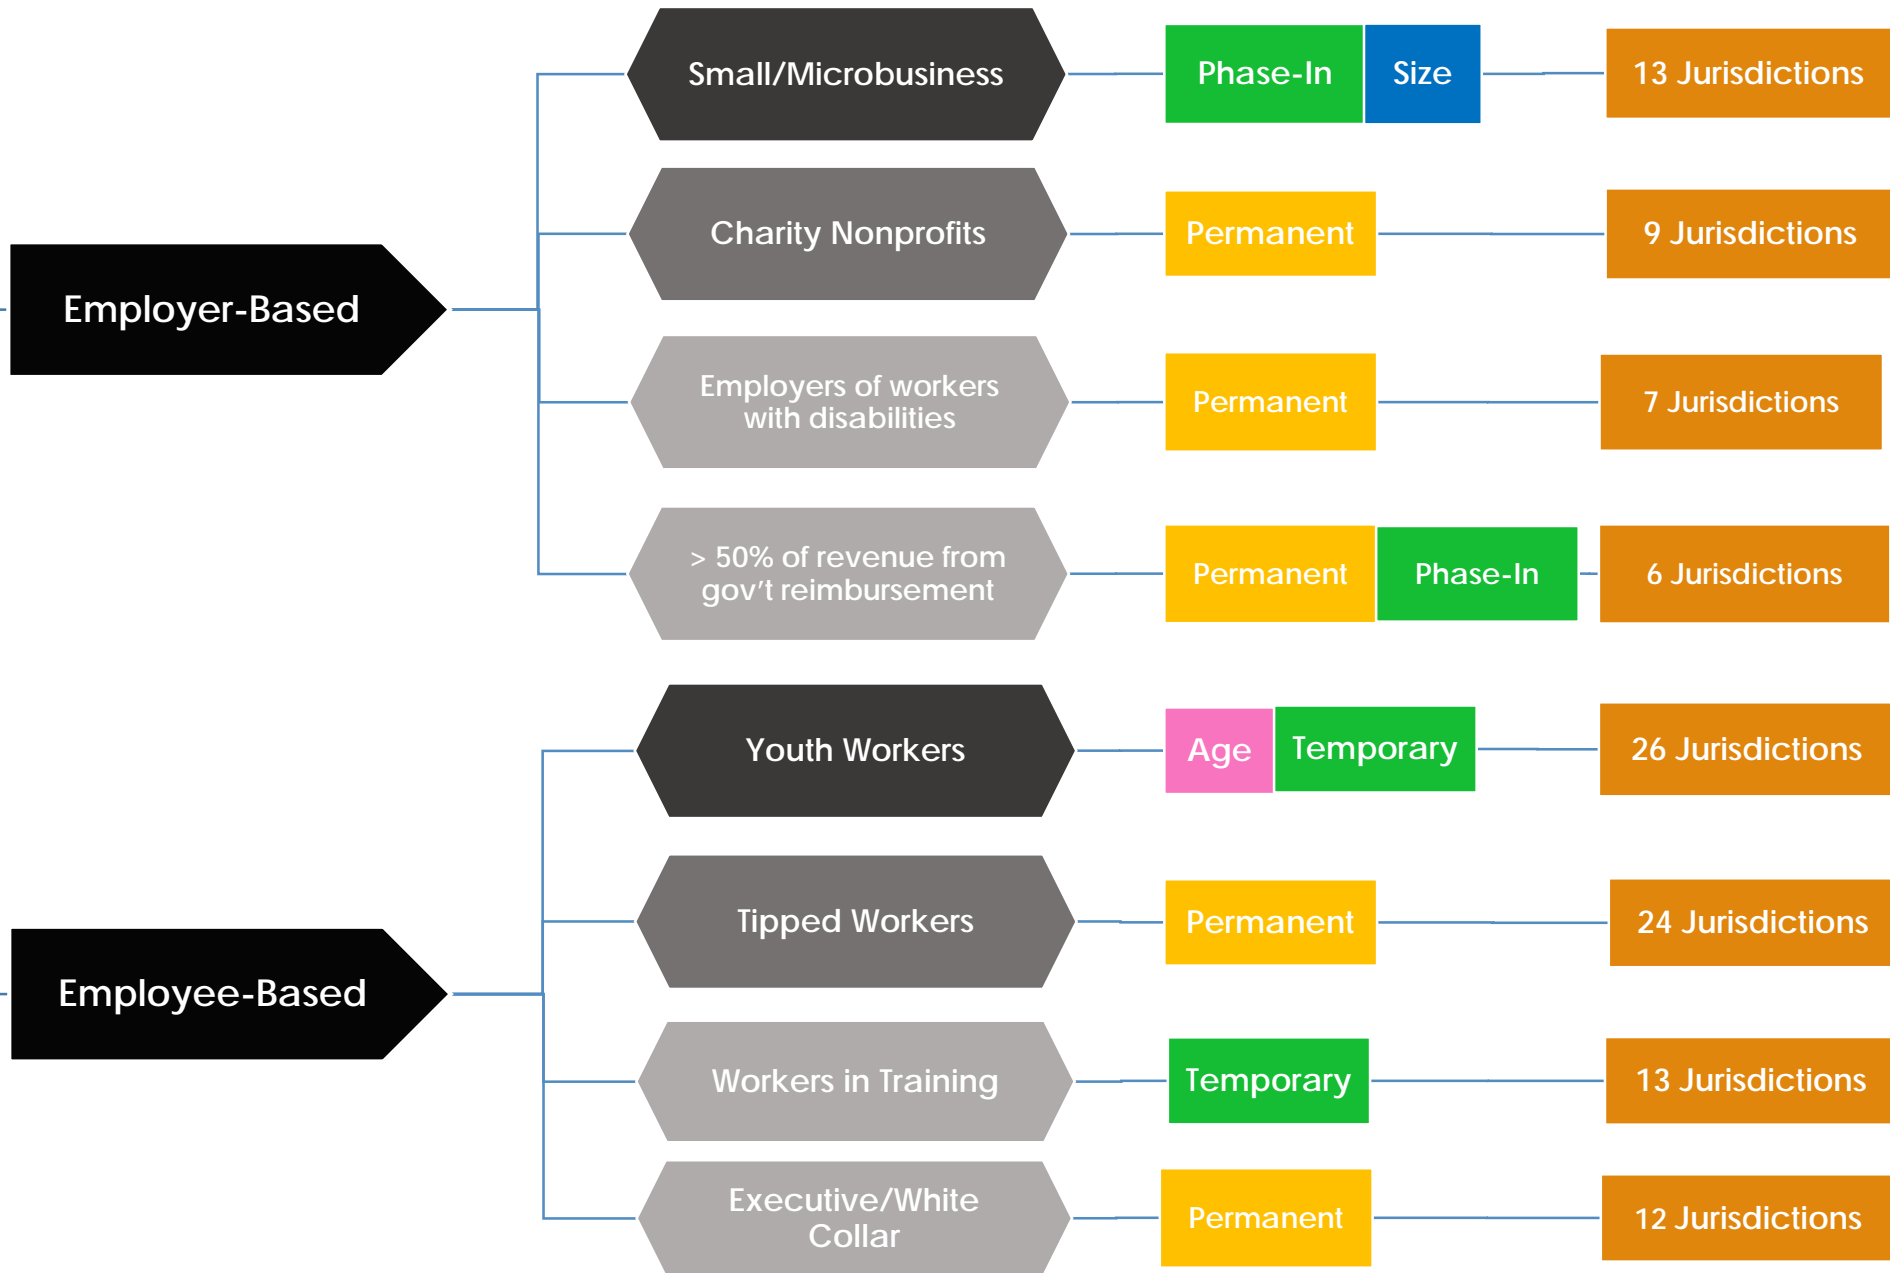 Employer-Based
Small/Microbusiness
Phase-In
Size
13 Jurisdictions
Charity Nonprofits
Permanent
9 Jurisdictions
Employers of workers
with disabilities
Permanent
7 Jurisdictions
> 50% of revenue from
gov’t reimbursement
Permanent
Phase-In
6 Jurisdictions
Employee-Based
Youth Workers
Age
Temporary
26 Jurisdictions
Tipped Workers
Permanent
24 Jurisdictions
Workers in Training
Temporary
13 Jurisdictions
Executive/White
Collar
Permanent
12 Jurisdictions